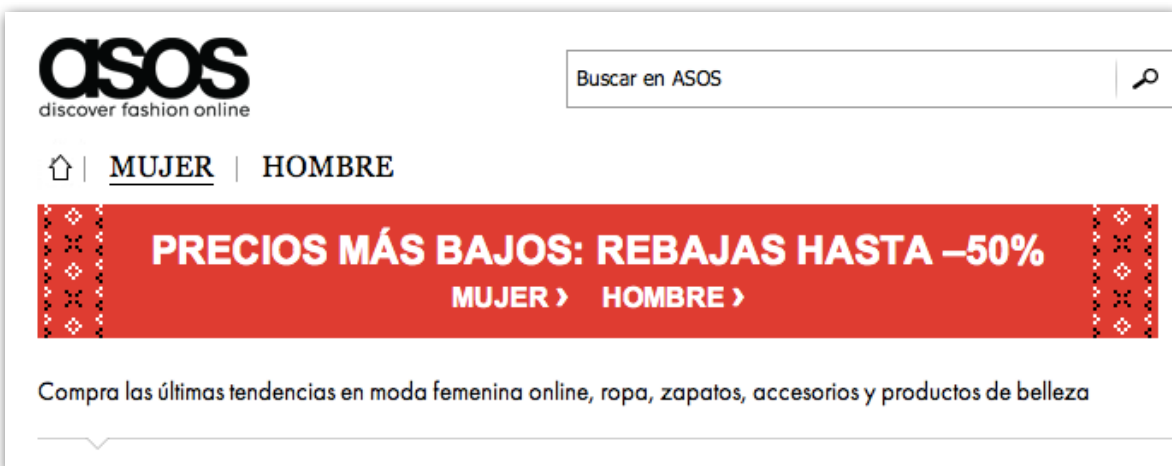 asos
discover fashion online
Buscar en ASOS
MUJER | HOMBRE
PRECIOS MÁS BAJOS: REBAJAS HASTA –50%
MUJER › HOMBRE ›
Compra las últimas tendencias en moda femenina online, ropa, zapatos, accesorios y productos de belleza